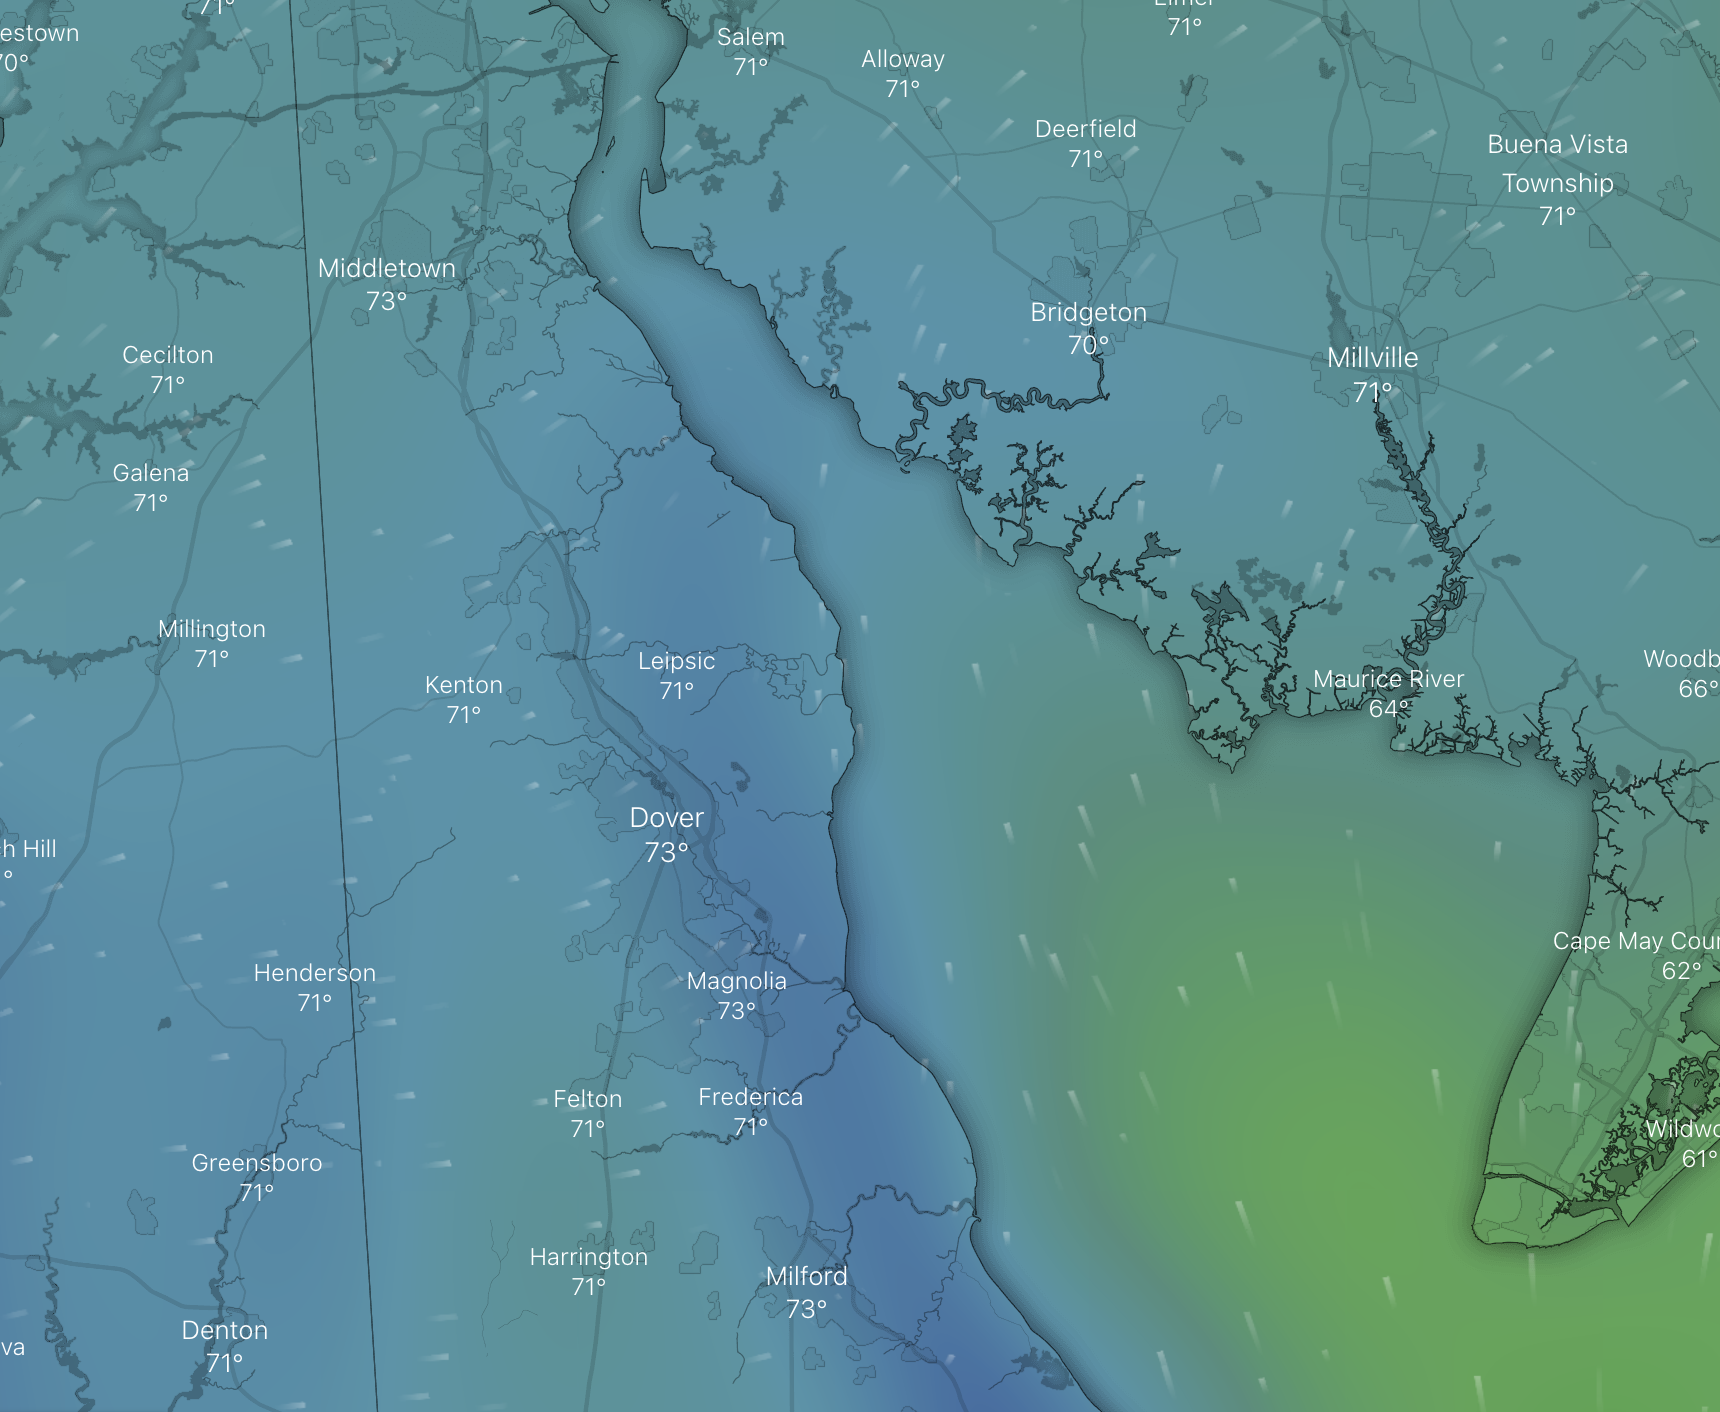 71°
estown
70°
Salem
71°
Alloway
71°
Elmer
71°
Deerfield
71°
Buena Vista
Township
71°
Middletown
73°
Bridgeton
70°
Cecilton
71°
Millville
71°
Galena
71°
Millington
71°
Leipsic
71°
Kenton
71°
Maurice River
64°
Woodb
66°
Dover
73°
h Hill
°
Cape May Coun
62°
Henderson
71°
Magnolia
73°
Felton
71°
Frederica
71°
Wildwo
61°
Greensboro
71°
Harrington
71°
Milford
73°
Denton
71°
va